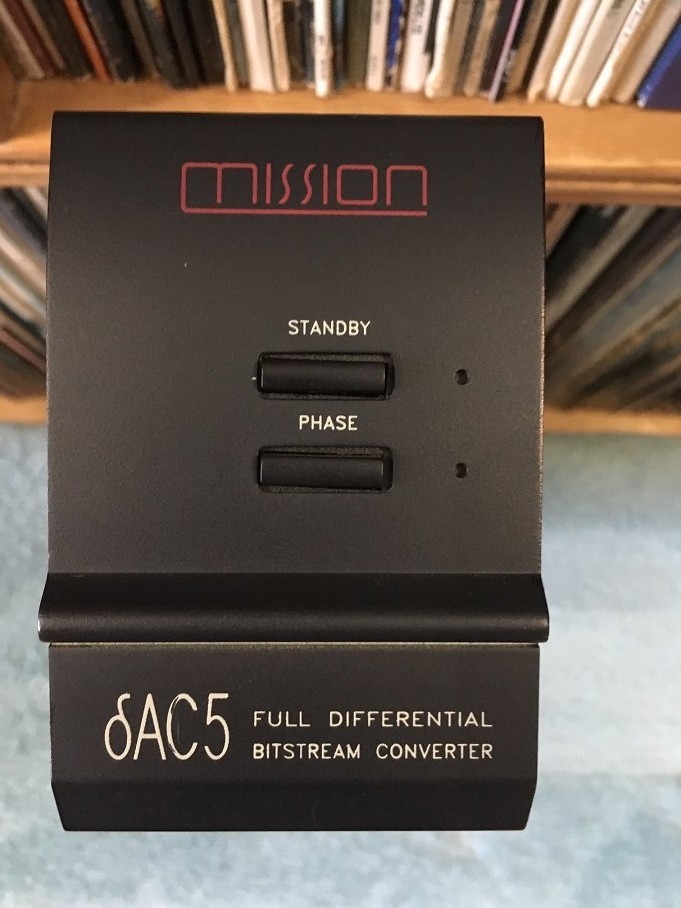 mission
STANDBY
PHASE
δAC5 FULL DIFFERENTIAL
BITSTREAM CONVERTER